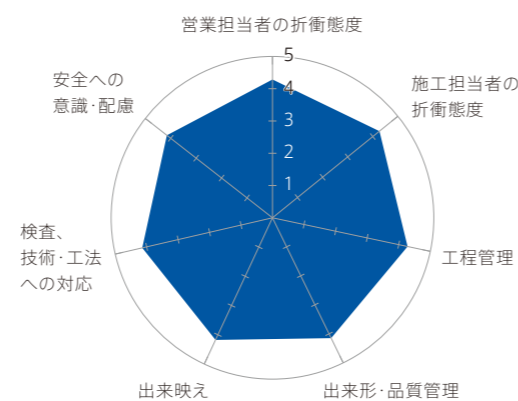 営業担当者の折衝態度
5
4
3
2
1
施工担当者の
折衝態度
工程管理
出来形･品質管理
出来映え
検査、
技術･工法
への対応
安全への
意識･配慮